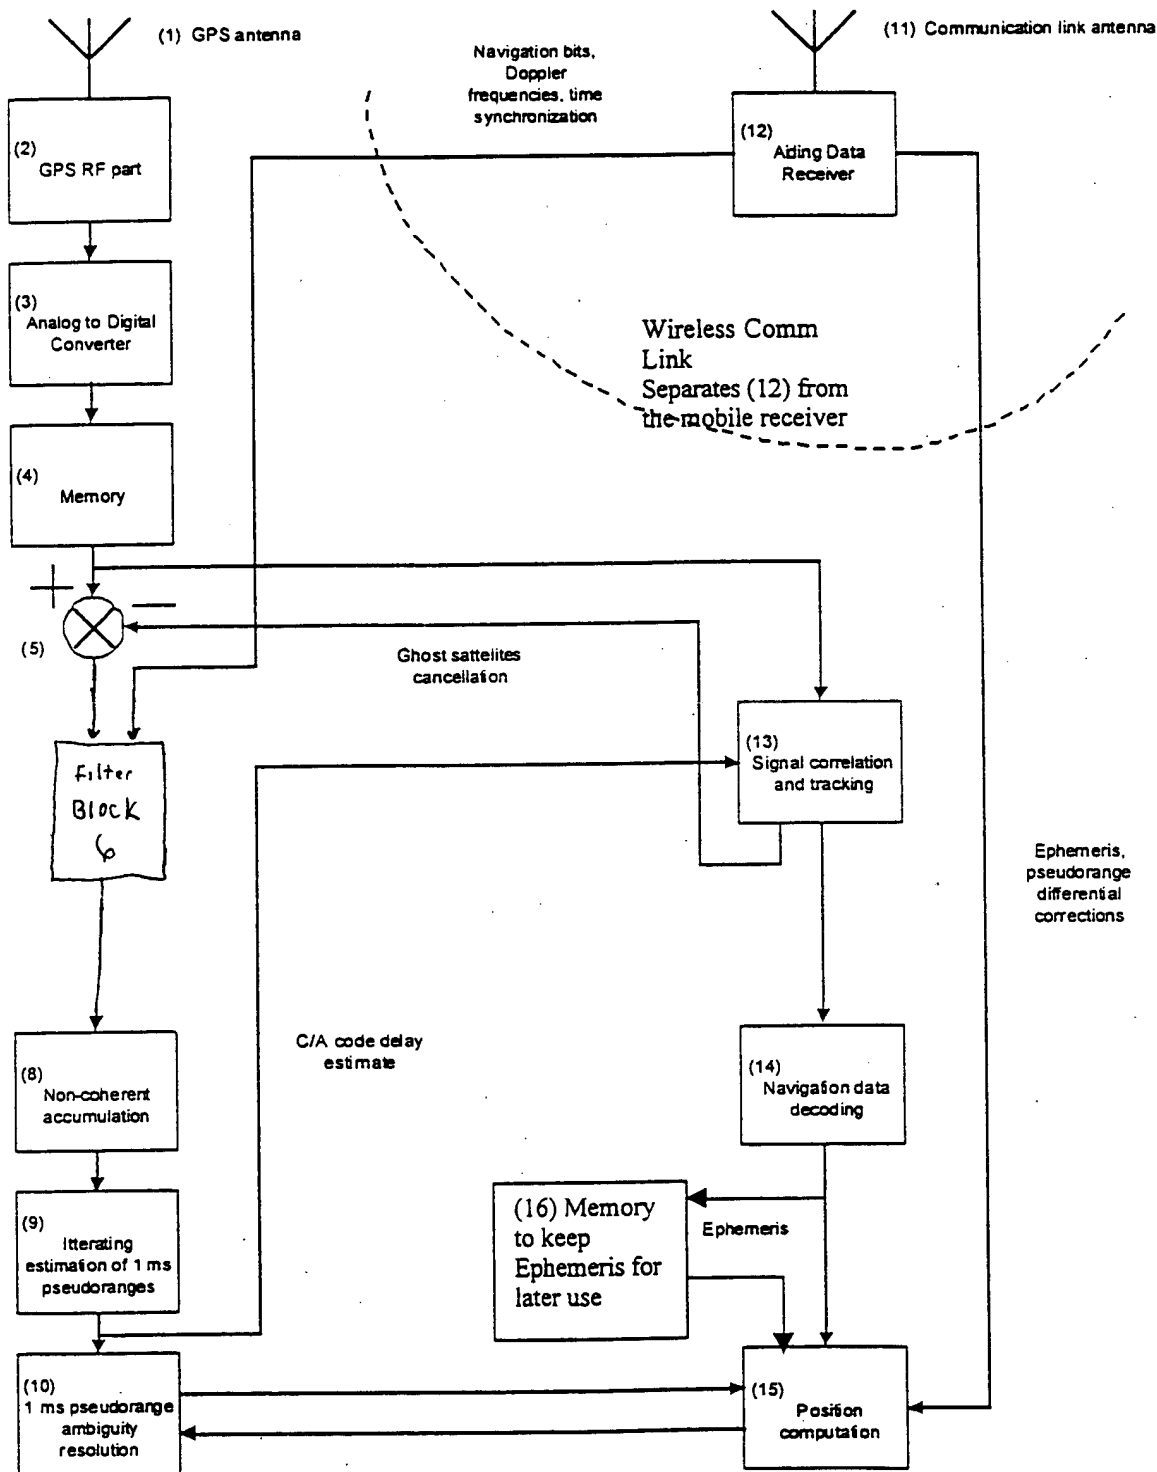 (1) GPS antenna
(11) Communication link antenna
Navigation bits,
Doppler
frequencies, time
synchronization
(2)
GPS RF part
(12)
Aiding Data
Receiver
(3)
Analog to Digital
Converter
Wireless Comm
Link
Separates (12) from
the mobile receiver
(4)
Memory
+
—
(5)
Ghost sattelites
cancellation
(13)
Signal correlation
and tracking
Filter
Block
6
Ephemeris,
pseudorange
differential
corrections
C/A code delay
estimate
(8)
Non-coherent
accumulation
(14)
Navigation data
decoding
(9)
Itterating
estimation of 1 ms
pseudoranges
(16) Memory
to keep
Ephemeris for
later use
Ephemeris
(10)
1 ms pseudorange
ambiguity
resolution
(15)
Position
computation